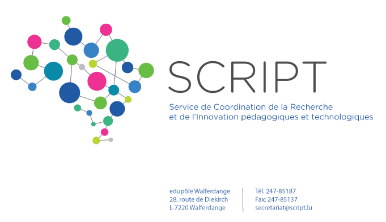 SCRIPT
Service de Coordination de la Recherche
et de l'Innovation pédagogiques et technologiques
edupôle Walferdange
28, route de Diekirch
L-7220 Walferdange
Tél. 247-85187
Fax: 247-85137
secretariat@script.lu